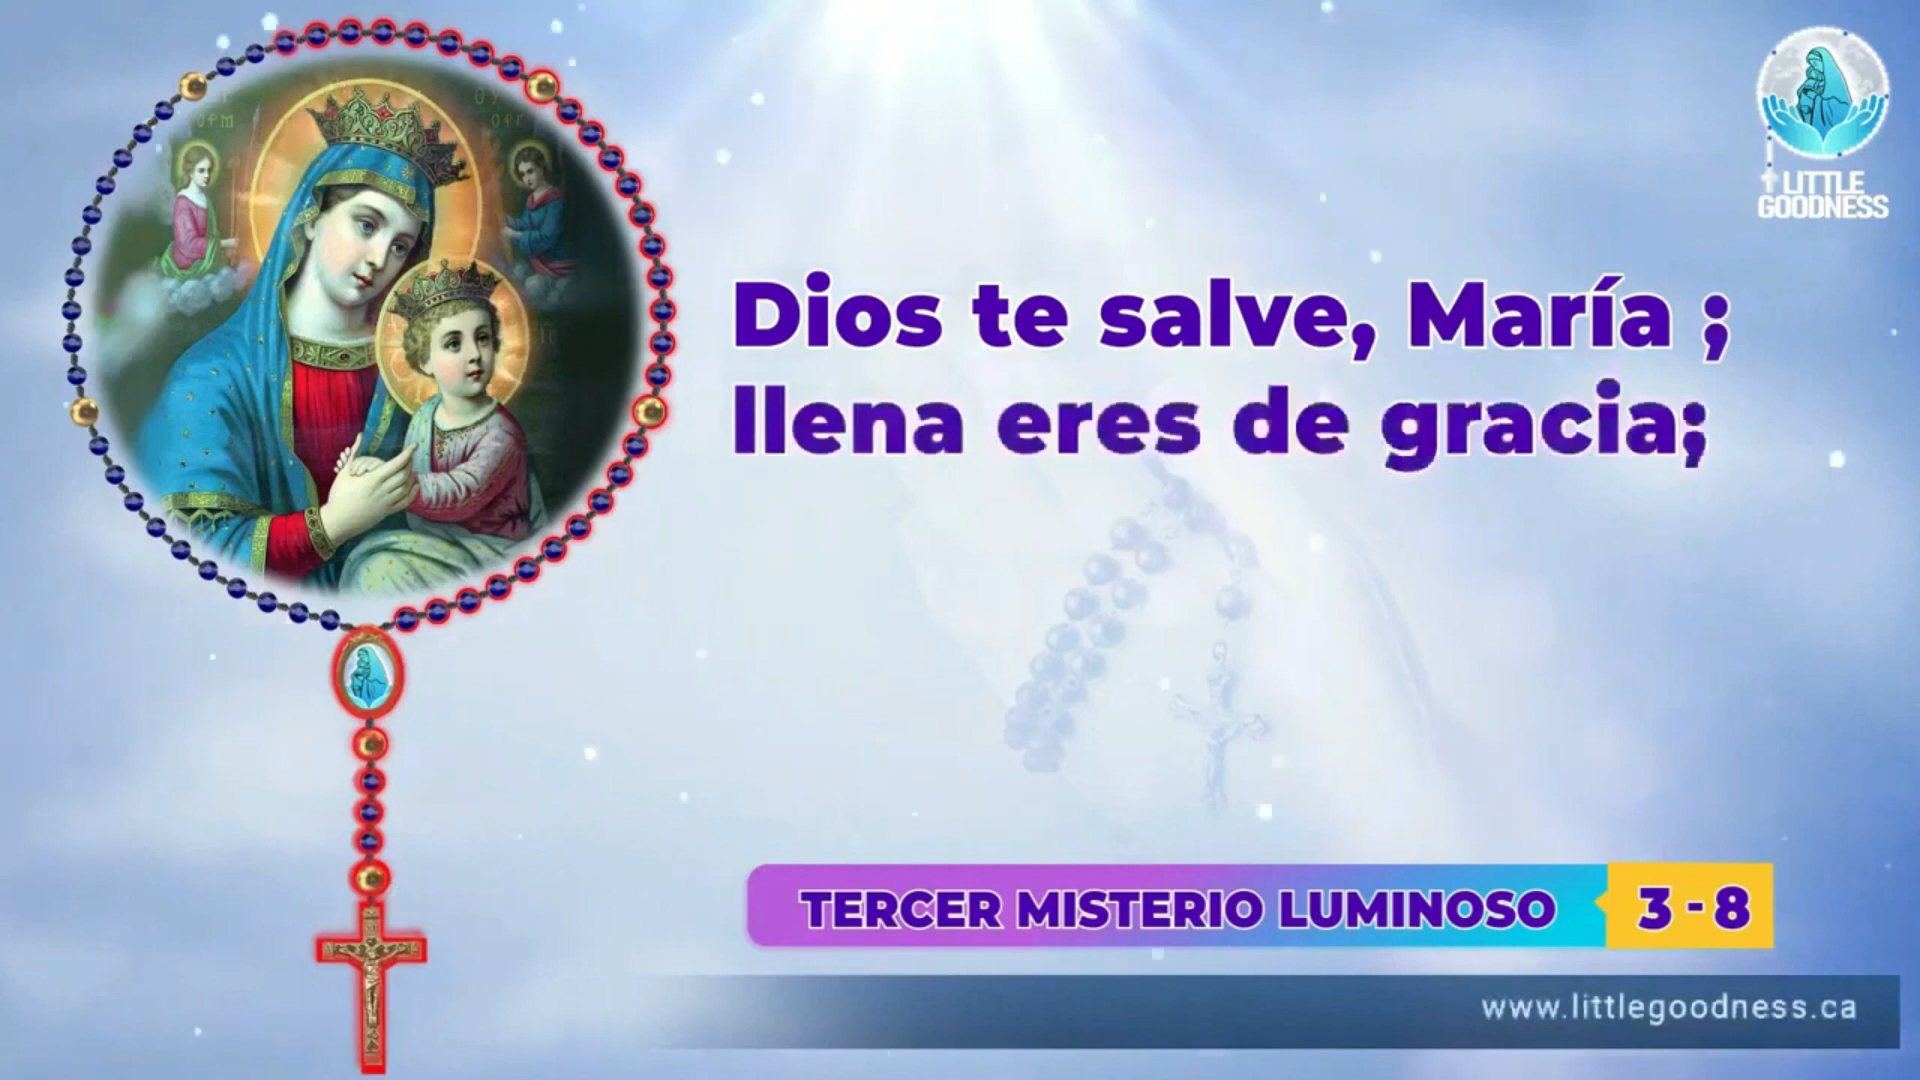 LITTLE
GOODNESS
Dios te salve, María ;
llena eres de gracia;
TERCER MISTERIO LUMINOSO 3 - 8
www.littlegoodness.ca